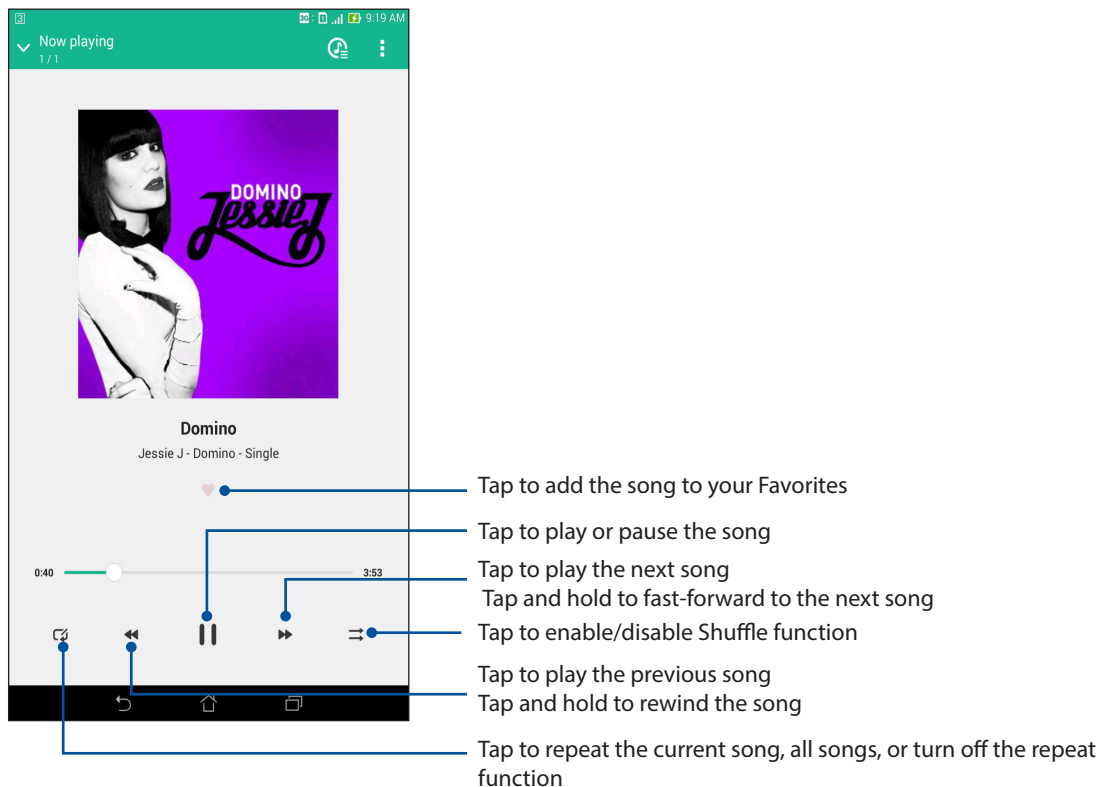 3
3G 1 9:19 AM
Now playing
1 / 1
DOMINO
Jessie J
Domino
Jessie J - Domino - Single
Tap to add the song to your Favorites
Tap to play or pause the song
0:40 3:53
Tap to play the next song
Tap and hold to fast-forward to the next song
Tap to enable/disable Shuffle function
Tap to play the previous song
Tap and hold to rewind the song
Tap to repeat the current song, all songs, or turn off the repeat
function